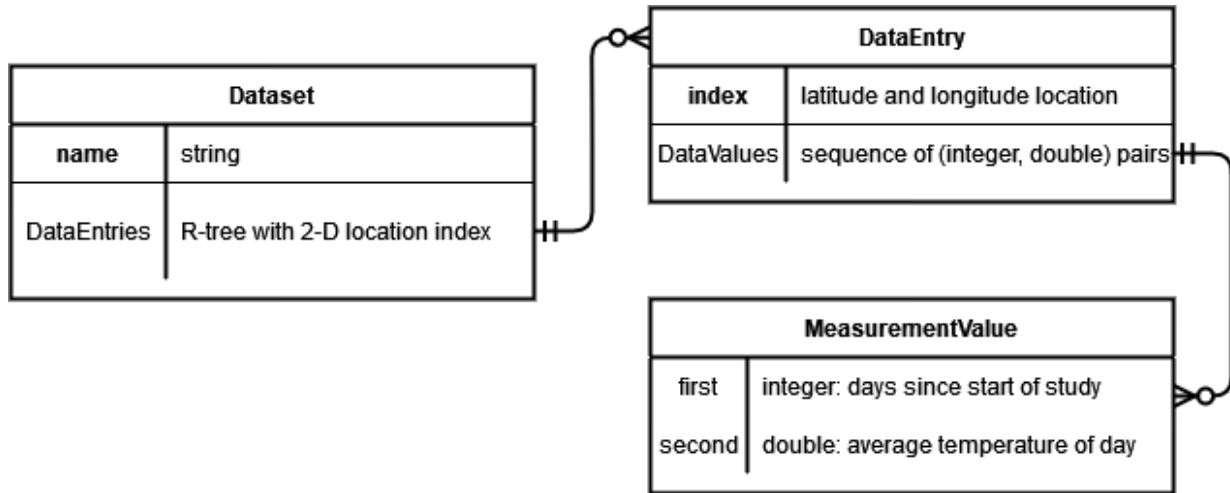 Dataset
name string
DataEntries R-tree with 2-D location index
DataEntry
index latitude and longitude location
DataValues sequence of (integer, double) pairs
MeasurementValue
first integer: days since start of study
second double: average temperature of day